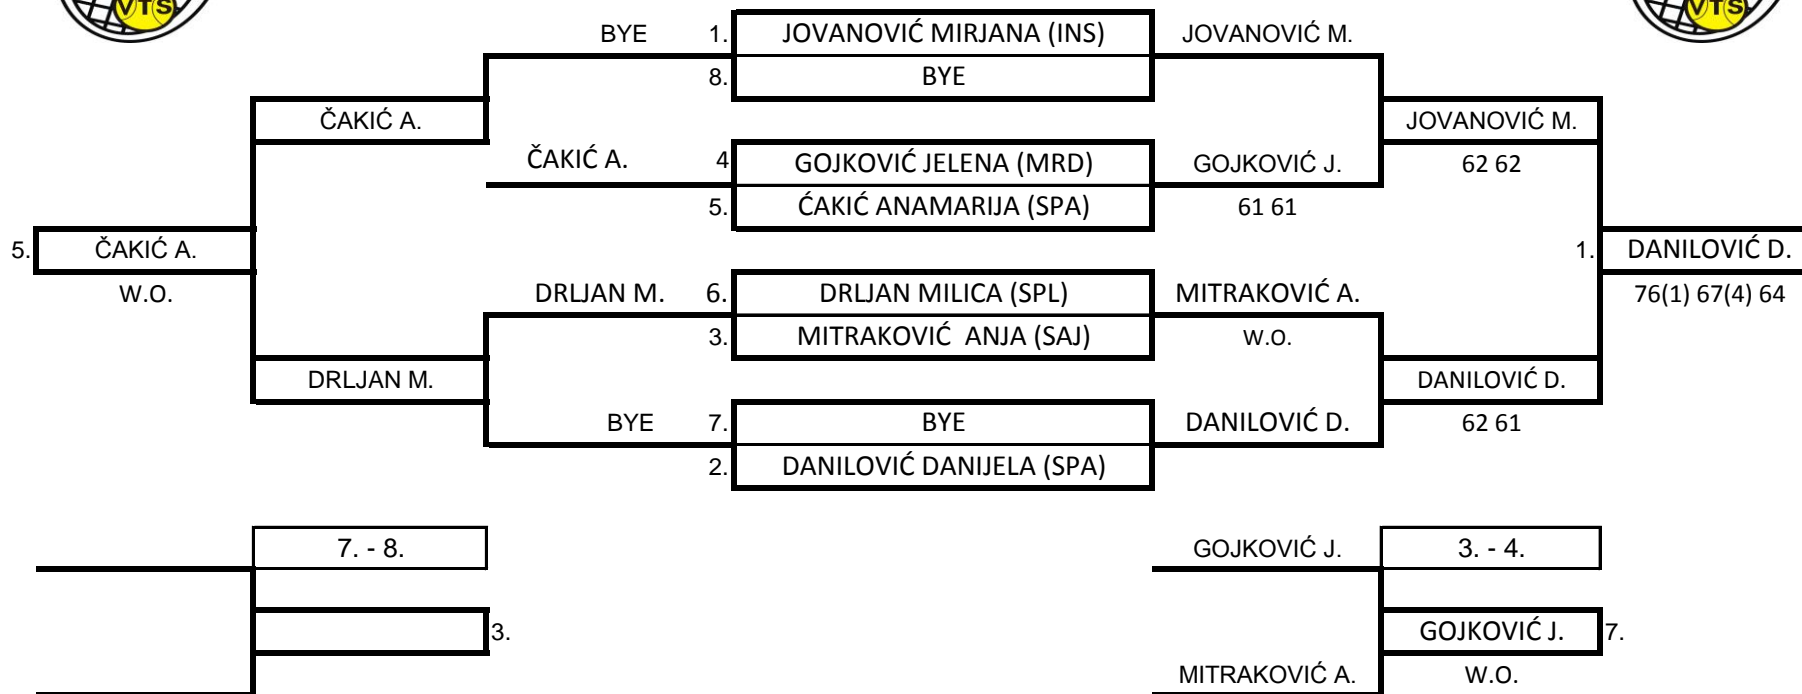 VTS VTS
BYE 1. JOVANOVIĆ MIRJANA (INS) JOVANOVIĆ M.
8. BYE
ČAKIĆ A. JOVANOVIĆ M.
ČAKIĆ A. 4 GOJKOVIĆ JELENA (MRD) GOJKOVIĆ J. 62 62
5. ĆAKIĆ ANAMARIJA (SPA) 61 61
5. ČAKIĆ A. 1. DANILOVIĆ D.
W.O. DRLJAN M. 6. DRLJAN MILICA (SPL) MITRAKOVIĆ A. 76(1) 67(4) 64
3. MITRAKOVIĆ ANJA (SAJ) W.O.
DRLJAN M. DANILOVIĆ D.
BYE 7. BYE DANILOVIĆ D. 62 61
2. DANILOVIĆ DANIJELA (SPA)
7. - 8. GOJKOVIĆ J. 3. - 4.
3. GOJKOVIĆ J. 7.
MITRAKOVIĆ A. W.O.